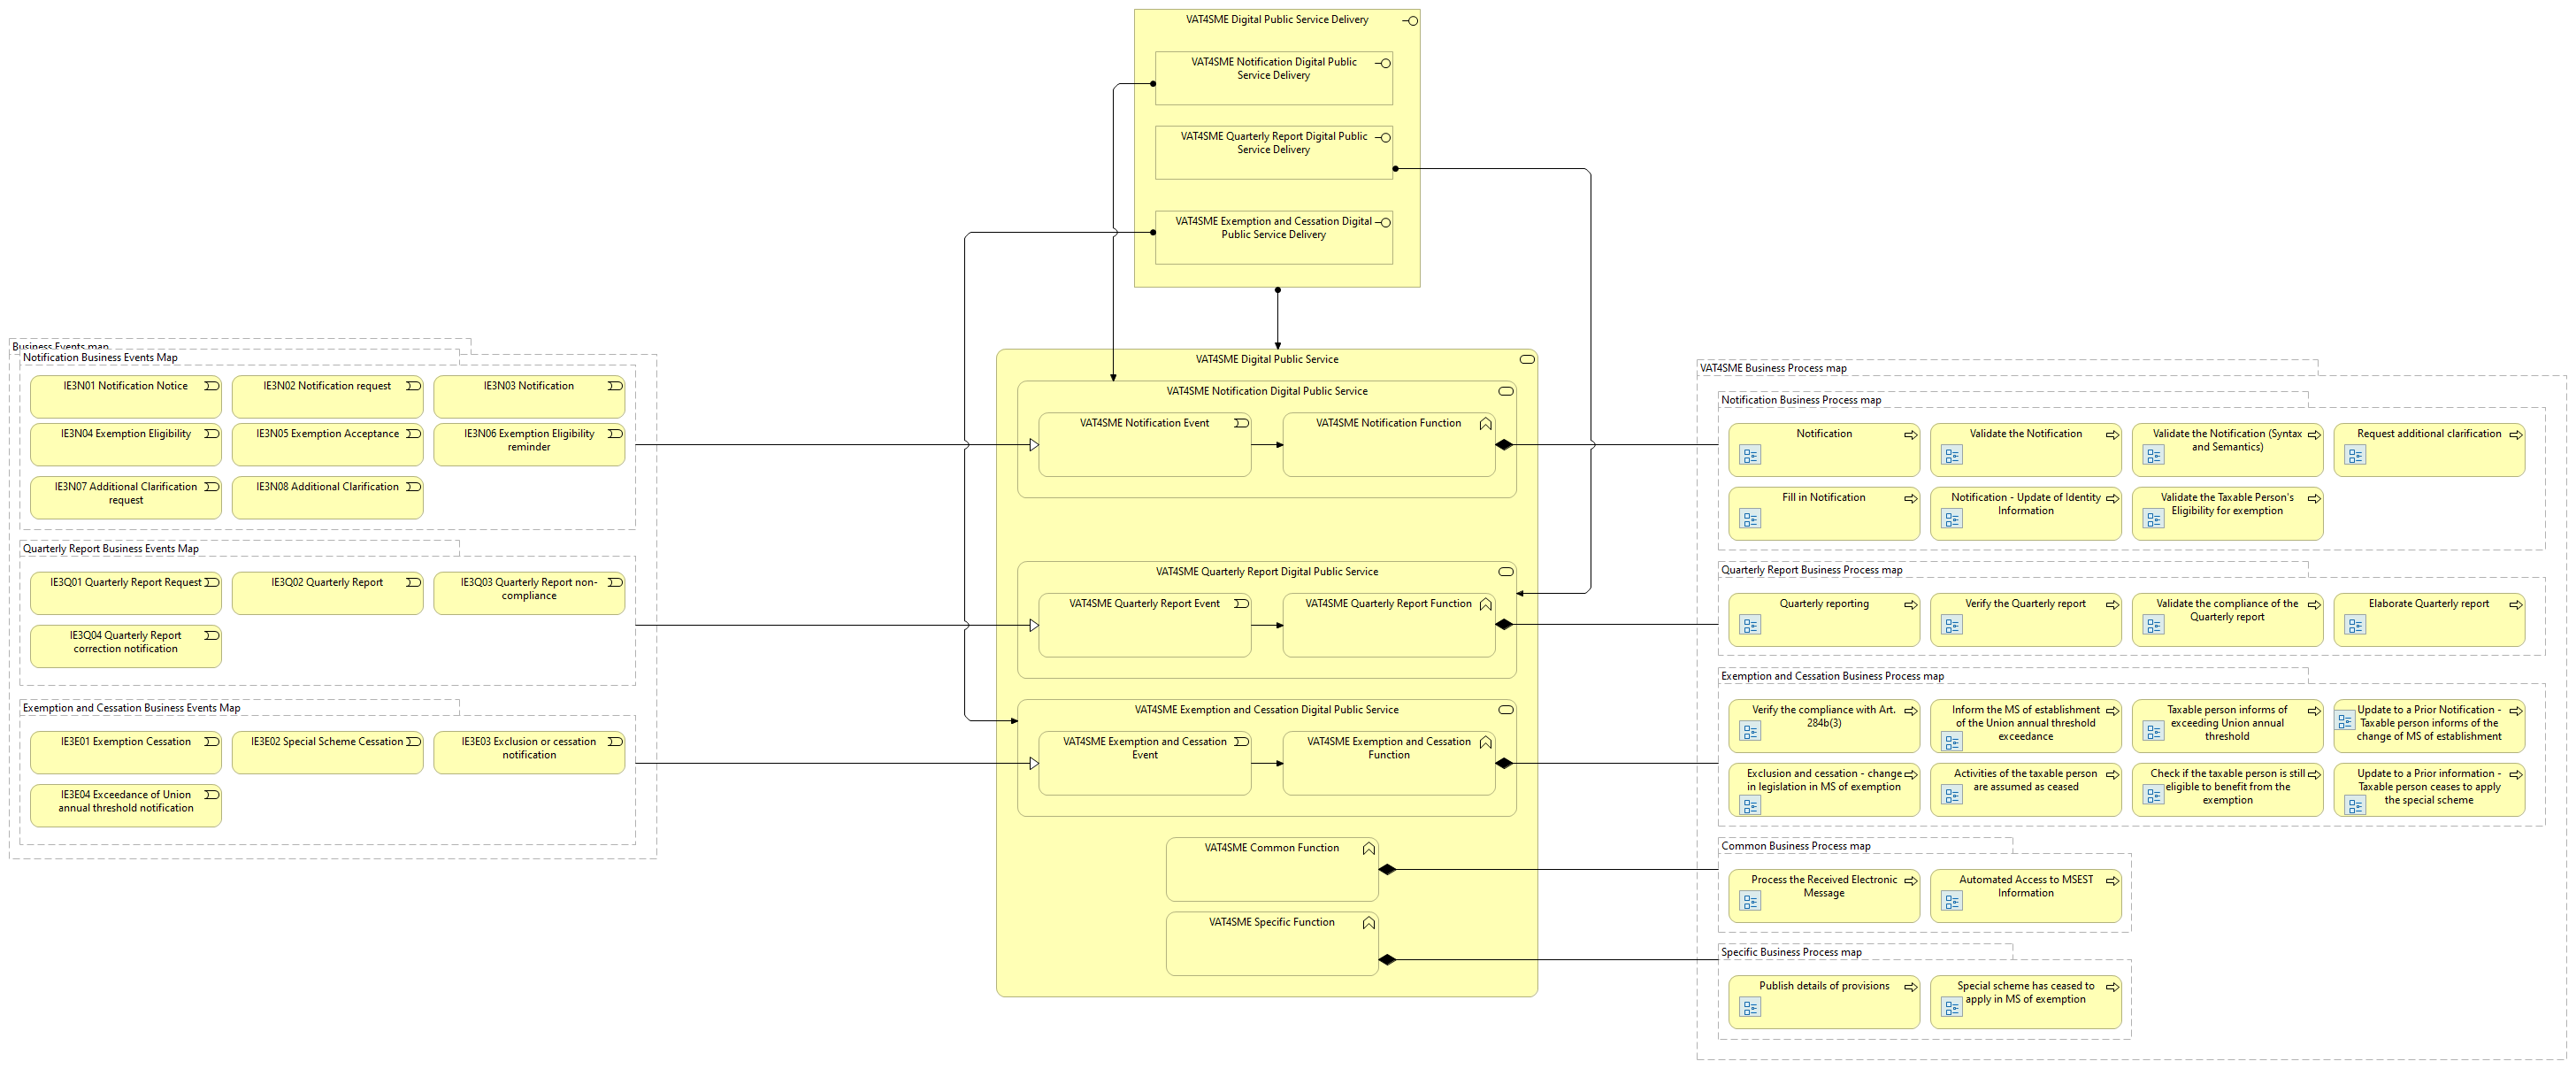 VAT4SME Digital Public Service Delivery
VAT4SME Notification Digital Public
Service Delivery
VAT4SME Quarterly Report Digital Public
Service Delivery
VAT4SME Exemption and Cessation Digital
Public Service Delivery
Business Events map
Notification Business Events Map
IE3N01 Notification Notice
IE3N02 Notification request
IE3N03 Notification
IE3N04 Exemption Eligibility
IE3N05 Exemption Acceptance
IE3N06 Exemption Eligibility
reminder
IE3N07 Additional Clarification
request
IE3N08 Additional Clarification
Quarterly Report Business Events Map
IE3Q01 Quarterly Report Request
IE3Q02 Quarterly Report
IE3Q03 Quarterly Report non-
compliance
IE3Q04 Quarterly Report
correction notification
Exemption and Cessation Business Events Map
IE3E01 Exemption Cessation
IE3E02 Special Scheme Cessation
IE3E03 Exclusion or cessation
notification
IE3E04 Exceedance of Union
annual threshold notification
VAT4SME Digital Public Service
VAT4SME Notification Digital Public Service
VAT4SME Notification Event
VAT4SME Notification Function
VAT4SME Quarterly Report Digital Public Service
VAT4SME Quarterly Report Event
VAT4SME Quarterly Report Function
VAT4SME Exemption and Cessation Digital Public Service
VAT4SME Exemption and Cessation
Event
VAT4SME Exemption and Cessation
Function
VAT4SME Common Function
VAT4SME Specific Function
VAT4SME Business Process map
Notification Business Process map
Notification
Validate the Notification
Validate the Notification (Syntax
and Semantics)
Request additional clarification
Fill in Notification
Notification - Update of Identity
Information
Validate the Taxable Person's
Eligibility for exemption
Quarterly Report Business Process map
Quarterly reporting
Verify the Quarterly report
Validate the compliance of the
Quarterly report
Elaborate Quarterly report
Exemption and Cessation Business Process map
Verify the compliance with Art.
284b(3)
Inform the MS of establishment
of the Union annual threshold
exceedance
Taxable person informs of
exceeding Union annual
threshold
Update to a Prior Notification -
Taxable person informs of the
change of MS of establishment
Exclusion and cessation - change
in legislation in MS of exemption
Activities of the taxable person
are assumed as ceased
Check if the taxable person is still
eligible to benefit from the
exemption
Update to a Prior information -
Taxable person ceases to apply
the special scheme
Common Business Process map
Process the Received Electronic
Message
Automated Access to MSEST
Information
Specific Business Process map
Publish details of provisions
Special scheme has ceased to
apply in MS of exemption